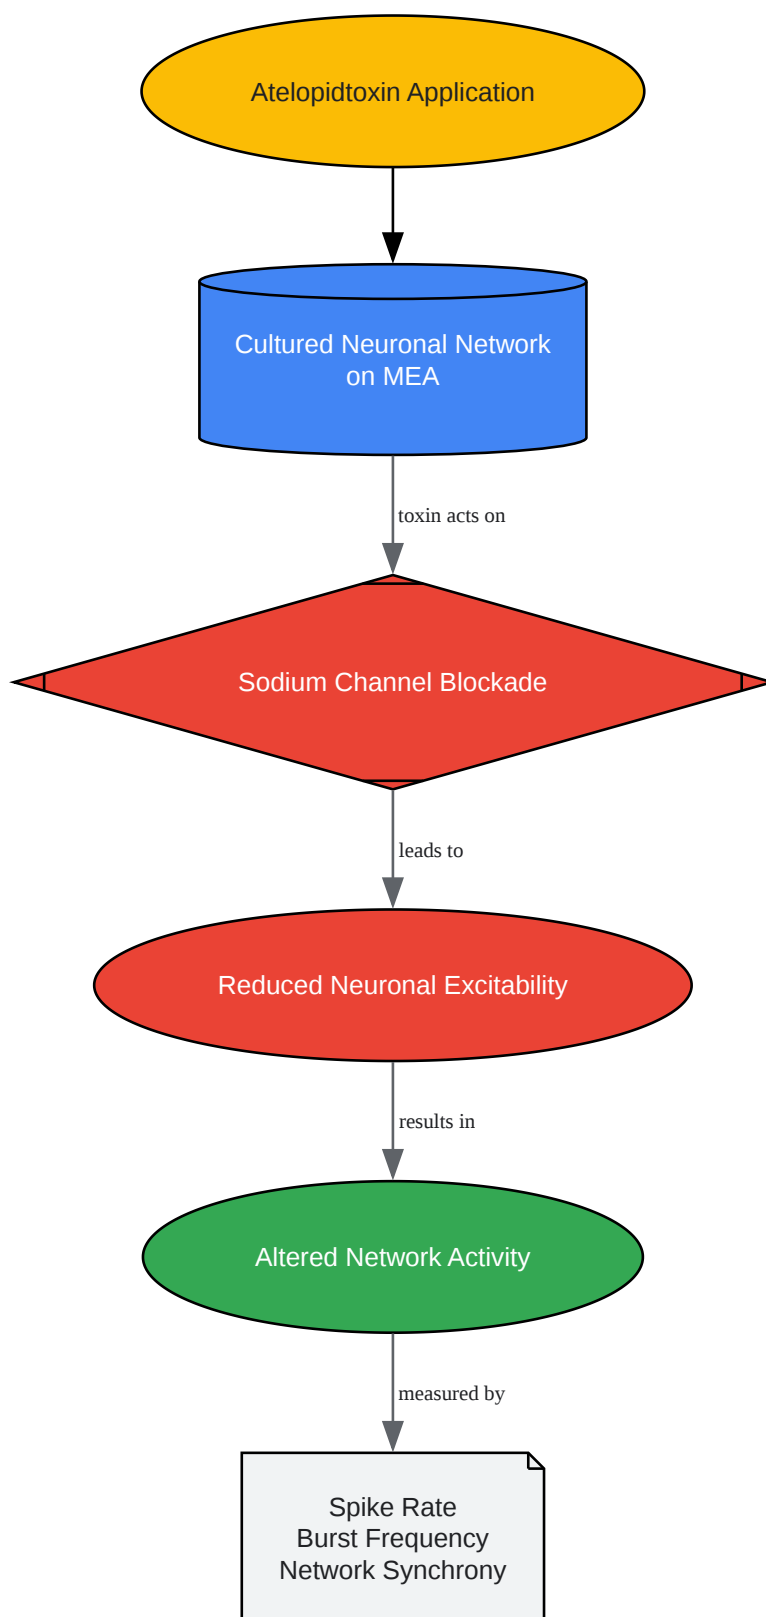 Atelopidtoxin Application
Cultured Neuronal Network
on MEA
toxin acts on
Sodium Channel Blockade
leads to
Reduced Neuronal Excitability
results in
Altered Network Activity
measured by
Spike Rate
Burst Frequency
Network Synchrony